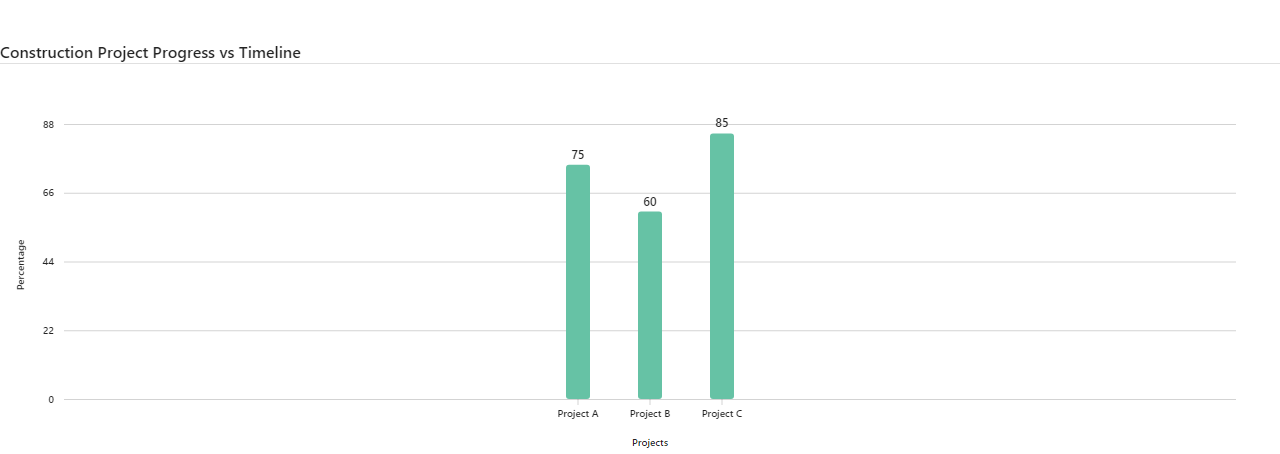 Construction Project Progress vs Timeline
88
66
44
22
0
Percentage
75
60
85
Project A
Project B
Project C
Projects